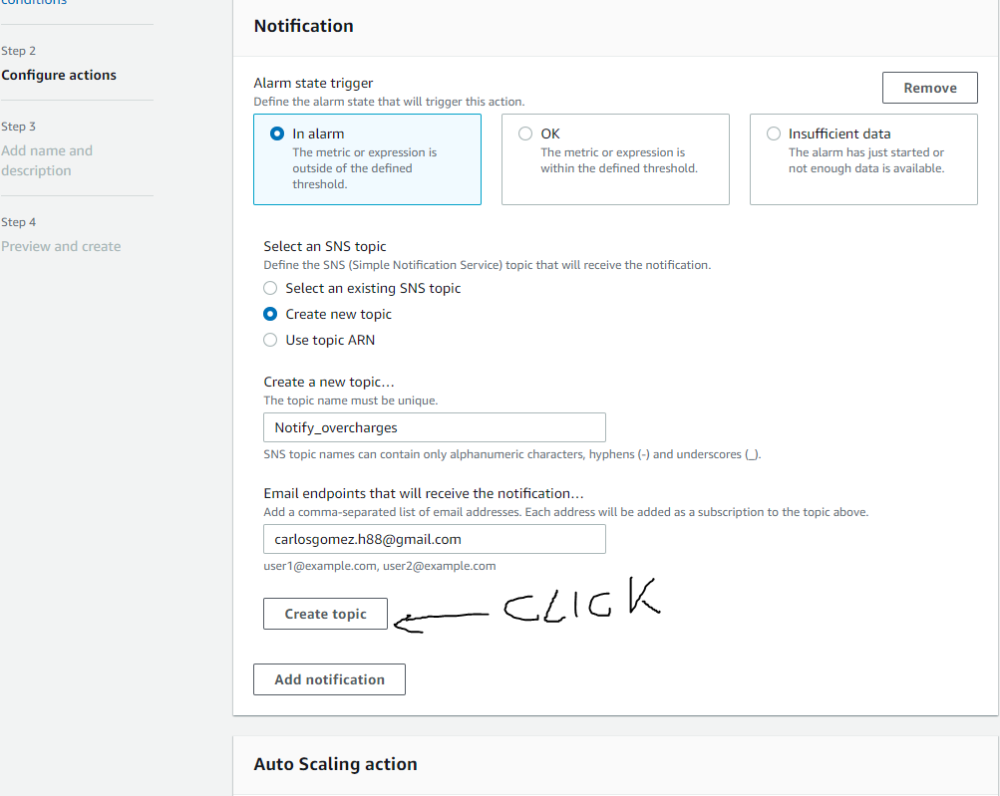 conditions
Step 2
Configure actions
Step 3
Add name and
description
Step 4
Preview and create
Notification
Alarm state trigger
Define the alarm state that will trigger this action.
Remove
In alarm
The metric or expression is
outside of the defined
threshold.
OK
The metric or expression is
within the defined threshold.
Insufficient data
The alarm has just started or
not enough data is available.
Select an SNS topic
Define the SNS (Simple Notification Service) topic that will receive the notification.
Select an existing SNS topic
Create new topic
Use topic ARN
Create a new topic…
The topic name must be unique.
Notify_overcharges
SNS topic names can contain only alphanumeric characters, hyphens (-) and underscores (_).
Email endpoints that will receive the notification…
Add a comma-separated list of email addresses. Each address will be added as a subscription to the topic above.
carlosgomez.h88@gmail.com
user1@example.com, user2@example.com
Create topic
CLICK
Add notification
Auto Scaling action